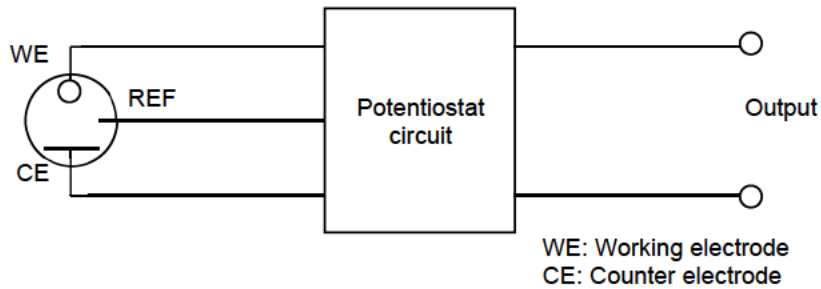 WE
REF
CE
Potentiostat
circuit
Output
WE: Working electrode
CE: Counter electrode